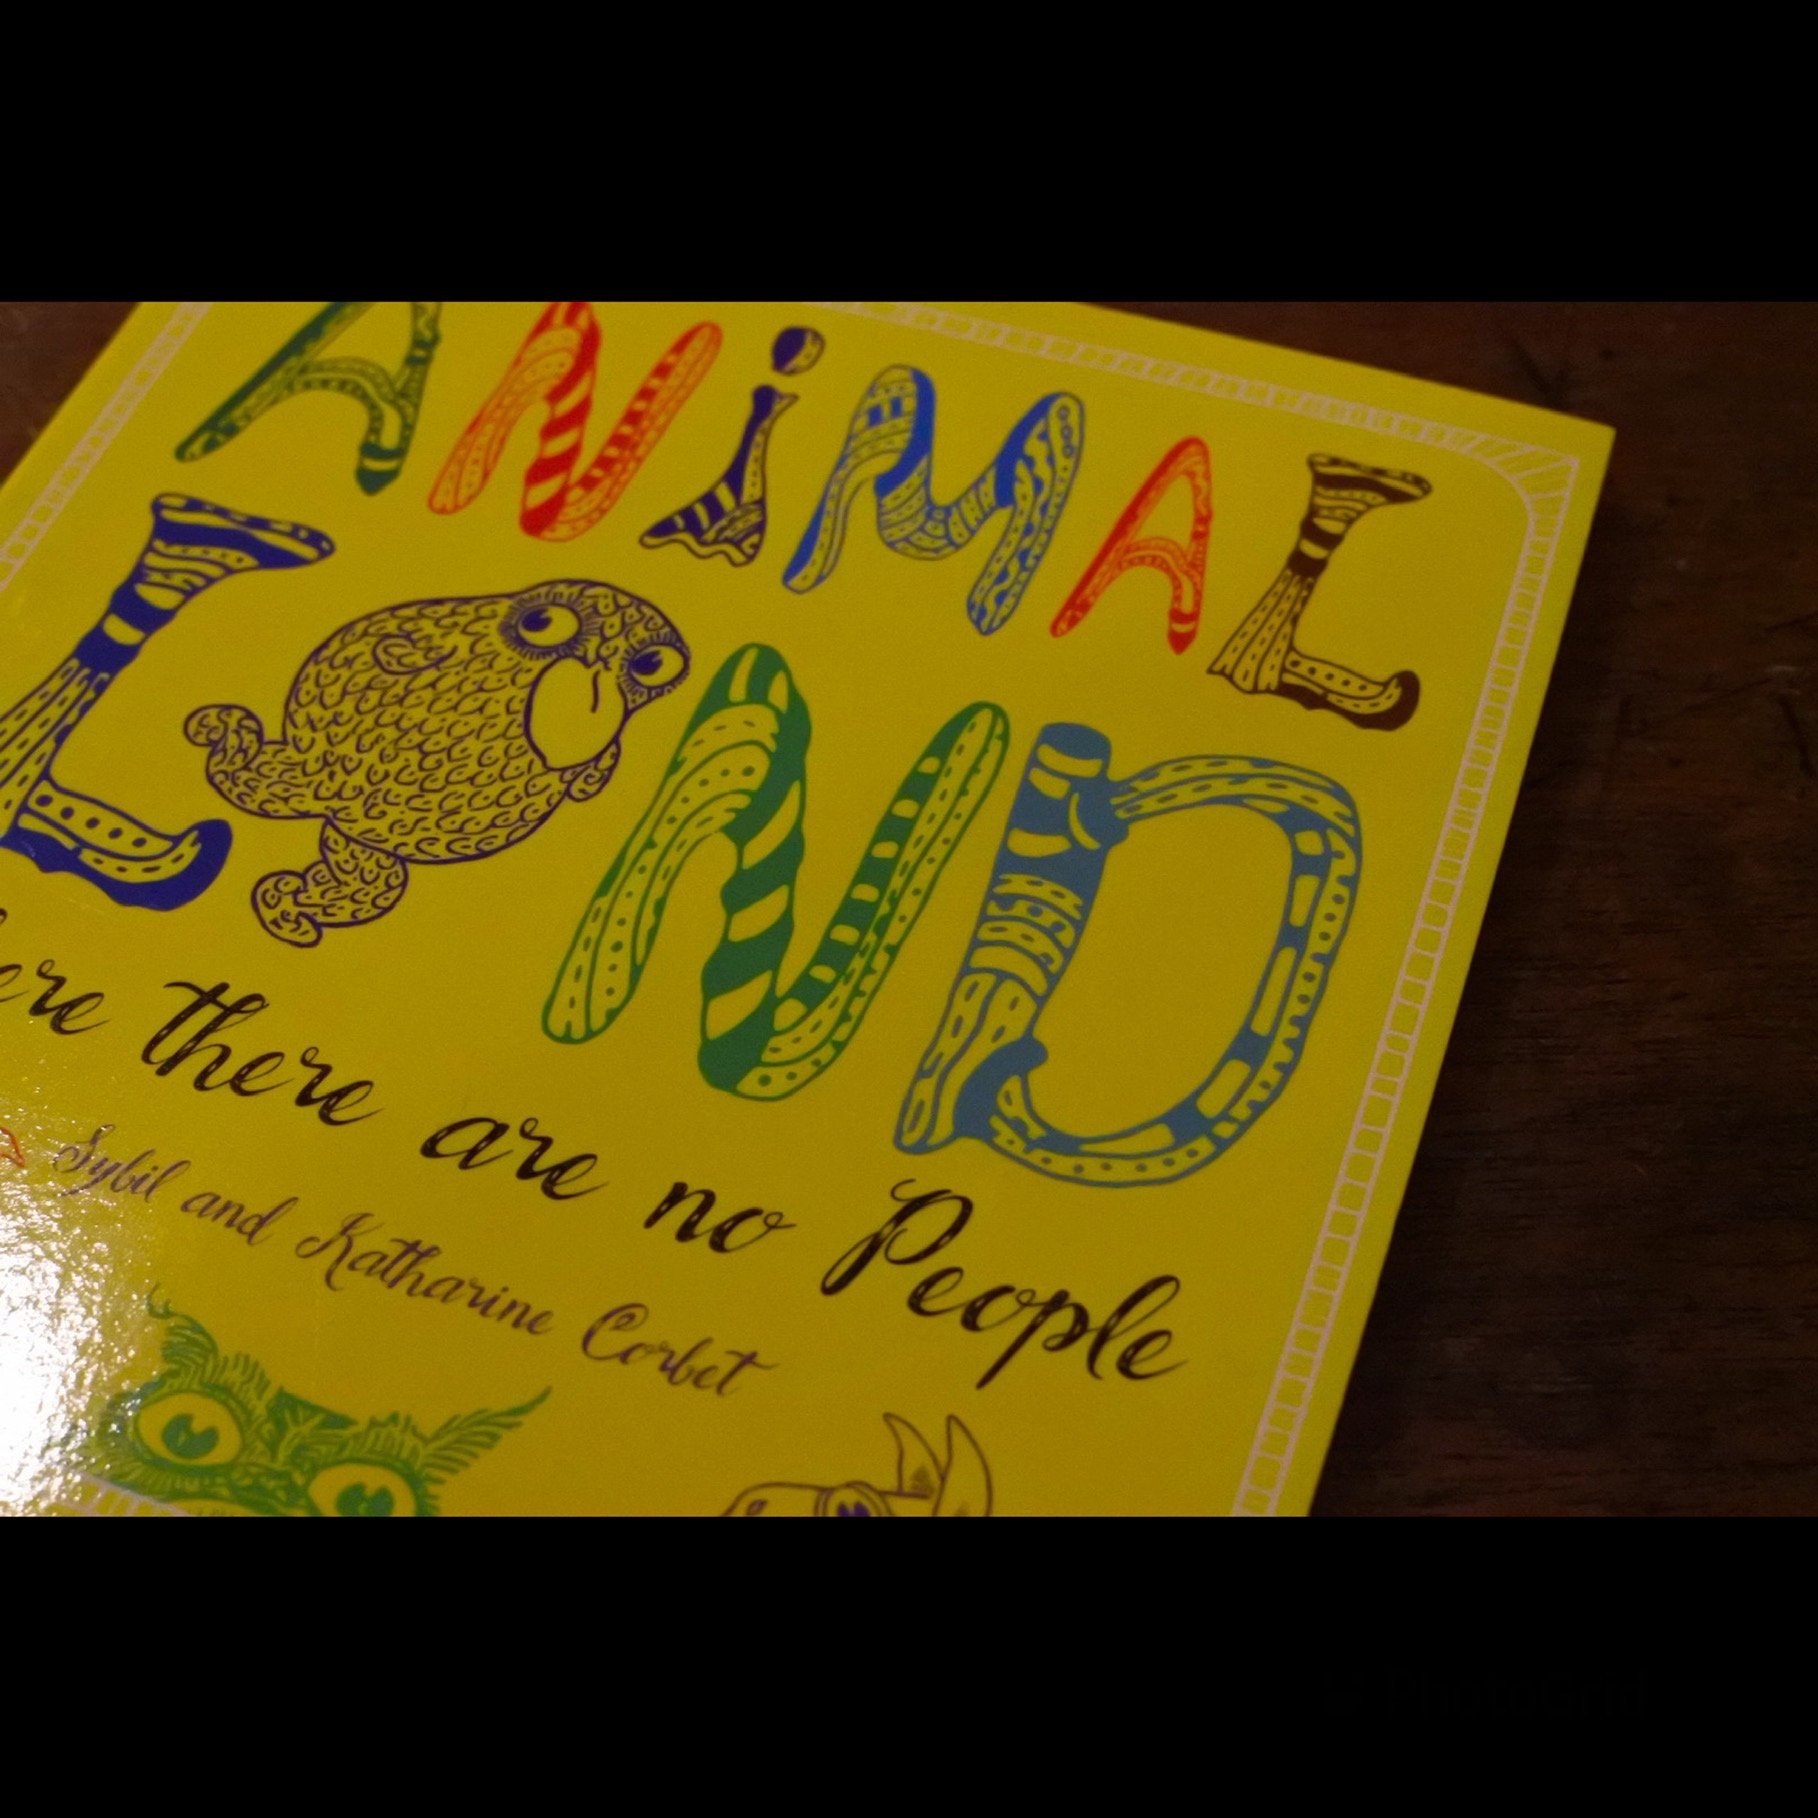 ANiMAL
LAND
ere there are no People
Sybil and Katharine Corbet